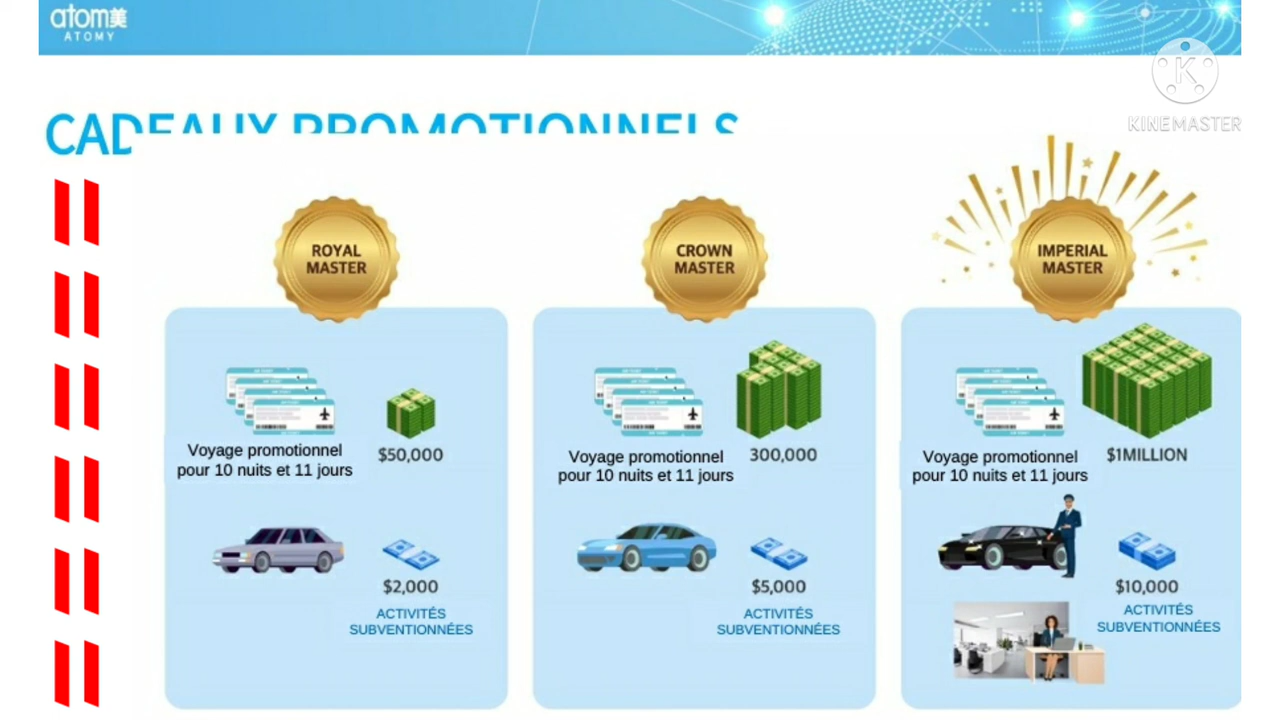 atom美
ATOMY
KINEMASTER
CADEAUX PROMOTIONNELS
ROYAL
MASTER
CROWN
MASTER
IMPERIAL
MASTER
Voyage promotionnel
pour 10 nuits et 11 jours
$50,000
Voyage promotionnel
pour 10 nuits et 11 jours
300,000
Voyage promotionnel
pour 10 nuits et 11 jours
$1MILLION
$2,000
ACTIVITÉS
SUBVENTIONNÉES
$5,000
ACTIVITÉS
SUBVENTIONNÉES
$10,000
ACTIVITÉS
SUBVENTIONNÉES